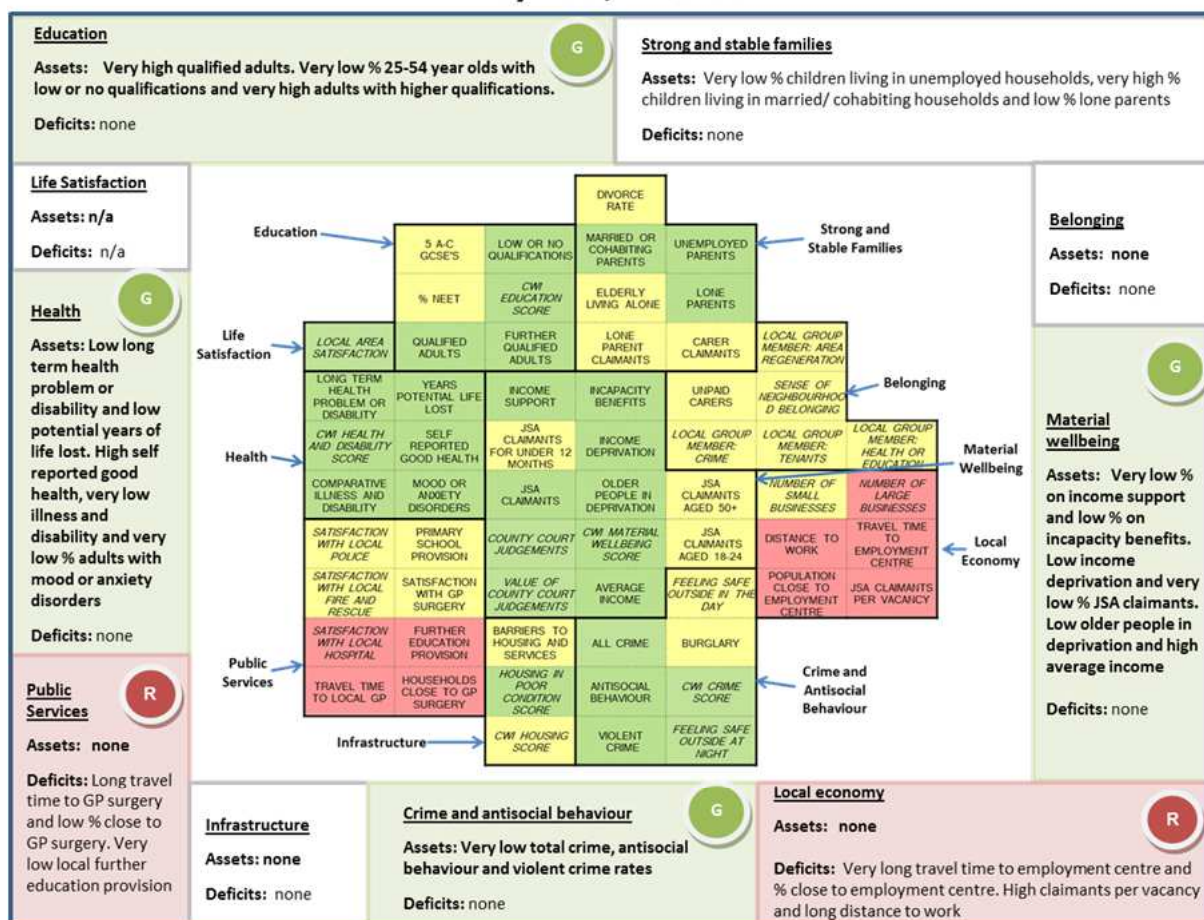 Education
G
Assets: Very high qualified adults. Very low % 25-54 year olds with
low or no qualifications and very high adults with higher qualifications.
Deficits: none
Strong and stable families
Assets: Very low % children living in unemployed households, very high %
children living in married/ cohabiting households and low % lone parents
Deficits: none
Life Satisfaction
Assets: n/a
Deficits: n/a
Health
G
Assets: Low long
term health
problem or
disability and low
potential years of
life lost. High self
reported good
health, very low
illness and
disability and very
low % adults with
mood or anxiety
disorders
Deficits: none
Public
Services
R
Assets: none
Deficits: Long travel
time to GP surgery
and low % close to
GP surgery. Very
low local further
education provision
Education
Life
Satisfaction
Health
Public
Services
Infrastructure
DIVORCE
RATE
5 A-C
GCSE'S
LOW OR NO
QUALIFICATIONS
MARRIED OR
COHABITING
PARENTS
UNEMPLOYED
PARENTS
% NEET
CWI
EDUCATION
SCORE
ELDERLY
LIVING ALONE
LONE
PARENTS
LOCAL AREA
SATISFACTION
QUALIFIED
ADULTS
FURTHER
QUALIFIED
ADULTS
LONE
PARENT
CLAIMANTS
CARER
CLAIMANTS
LOCAL GROUP
MEMBER: AREA
REGENERATION
LONG TERM
HEALTH
PROBLEM OR
DISABILITY
YEARS
POTENTIAL LIFE
LOST
INCOME
SUPPORT
INCAPACITY
BENEFITS
UNPAID
CARERS
SENSE OF
NEIGHBOURHOO
D BELONGING
CWI HEALTH
AND DISABILITY
SCORE
SELF
REPORTED
GOOD HEALTH
JSA
CLAIMANTS
FOR UNDER 12
MONTHS
INCOME
DEPRIVATION
LOCAL GROUP
MEMBER: CRIME
LOCAL GROUP
MEMBER:
TENANTS
LOCAL GROUP
MEMBER:
HEALTH OR
EDUCATION
COMPARATIVE
ILLNESS AND
DISABILITY
MOOD OR
ANXIETY
DISORDERS
JSA
CLAIMANTS
OLDER
PEOPLE IN
DEPRIVATION
JSA
CLAIMANTS
AGED 50+
NUMBER OF
SMALL
BUSINESSES
NUMBER OF
LARGE
BUSINESSES
SATISFACTION
WITH LOCAL
POLICE
PRIMARY
SCHOOL
PROVISION
COUNTY COURT
JUDGEMENTS
CWI MATERIAL
WELLBEING
SCORE
JSA
CLAIMANTS
AGED 18-24
DISTANCE TO
WORK
TRAVEL TIME
TO
EMPLOYMENT
CENTRE
SATISFACTION
WITH LOCAL
FIRE AND
RESCUE
SATISFACTION
WITH GP
SURGERY
VALUE OF
COUNTY COURT
JUDGEMENTS
AVERAGE
INCOME
FEELING SAFE
OUTSIDE IN THE
DAY
POPULATION
CLOSE TO
EMPLOYMENT
CENTRE
JSA CLAIMANTS
PER VACANCY
SATISFACTION
WITH LOCAL
HOSPITAL
FURTHER
EDUCATION
PROVISION
BARRIERS TO
HOUSING AND
SERVICES
ALL CRIME
BURGLARY
TRAVEL TIME
TO LOCAL GP
HOUSEHOLDS
CLOSE TO GP
SURGERY
HOUSING IN
POOR
CONDITION
SCORE
ANTISOCIAL
BEHAVIOUR
CWI CRIME
SCORE
CWI HOUSING
SCORE
VIOLENT
CRIME
FEELING SAFE
OUTSIDE AT
NIGHT
Strong and
Stable Families
Belonging
Material
Wellbeing
Local
Economy
Crime and
Antisocial
Behaviour
Belonging
Assets: none
Deficits: none
G
Material
wellbeing
Assets: Very low %
on income support
and low % on
incapacity benefits.
Low income
deprivation and very
low % JSA claimants.
Low older people in
deprivation and high
average income
Deficits: none
Infrastructure
Assets: none
Deficits: none
Crime and antisocial behaviour
G
Assets: Very low total crime, antisocial
behaviour and violent crime rates
Deficits: none
Local economy
R
Assets: none
Deficits: Very long travel time to employment centre and
% close to employment centre. High claimants per vacancy
and long distance to work